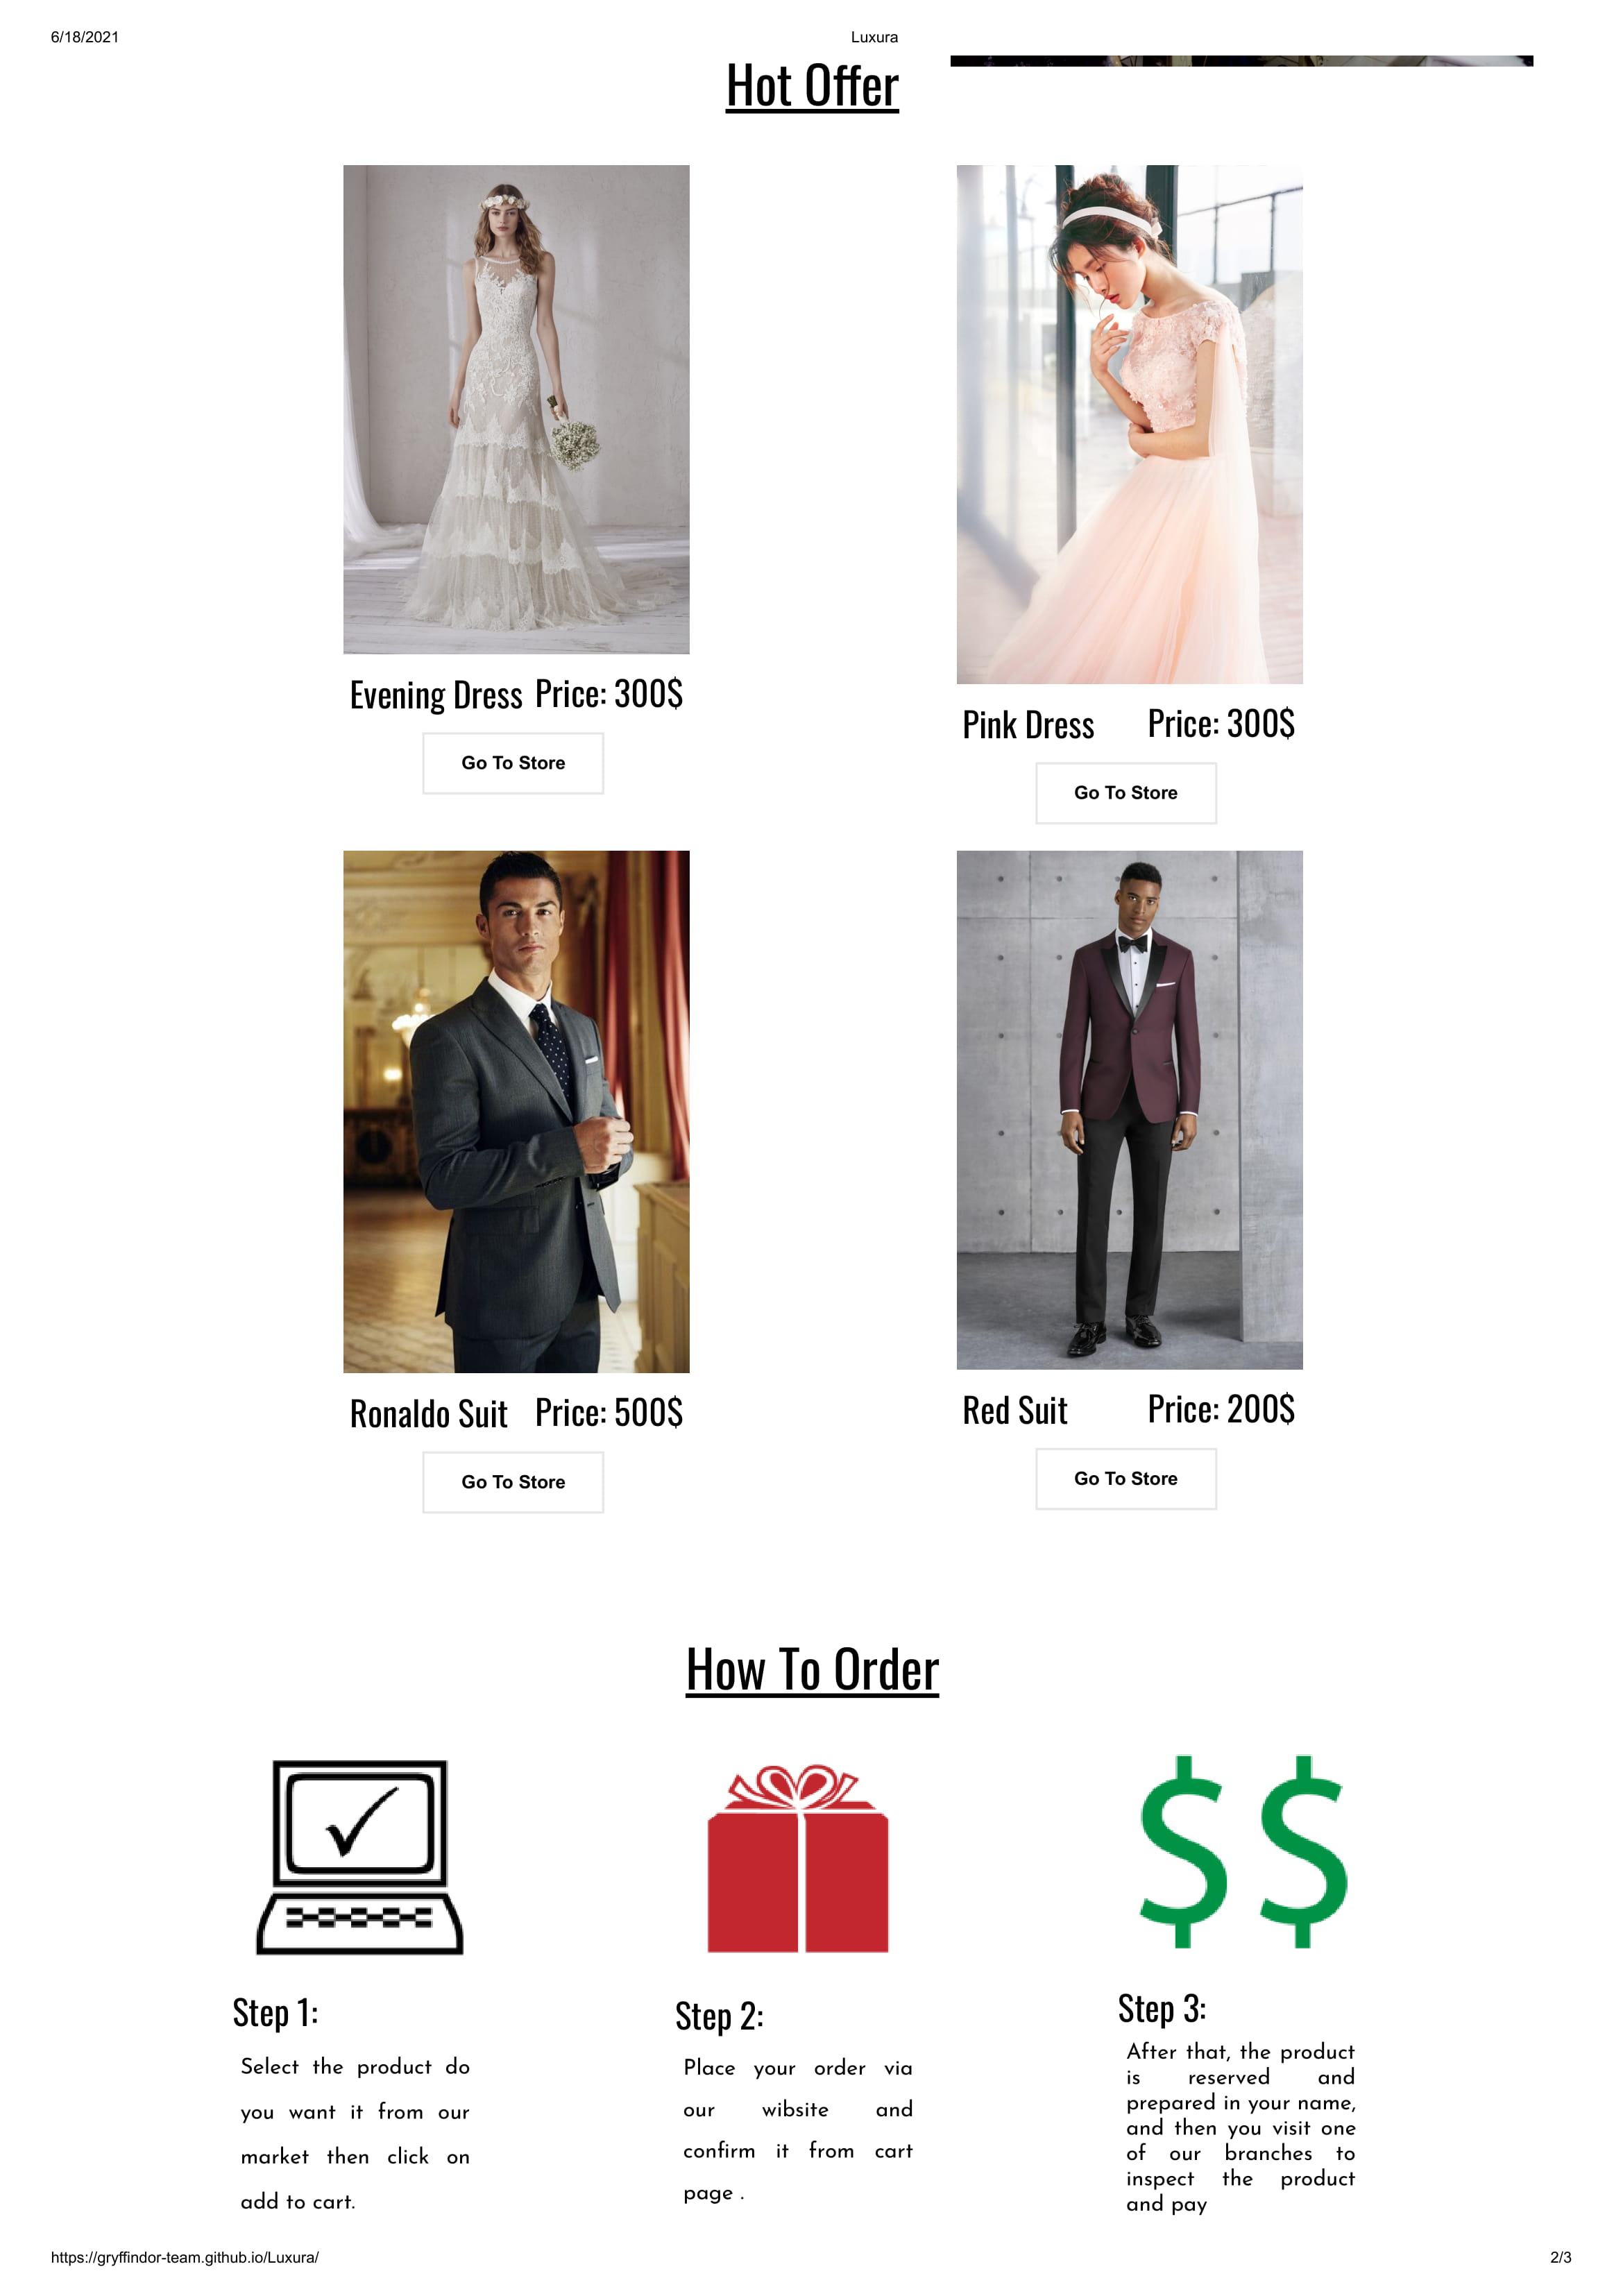 6/18/2021 Luxura
Hot Offer
Evening Dress Price: 300$
Go To Store
Pink Dress Price: 300$
Go To Store
Ronaldo Suit Price: 500$
Go To Store
Red Suit Price: 200$
Go To Store
How To Order
Step 1:
Select the product do
you want it from our
market then click on
add to cart.
Step 2:
Place your order via
our wibsite and
confirm it from cart
page .
Step 3:
After that, the product
is reserved and
prepared in your name,
and then you visit one
of our branches to
inspect the product
and pay
https://gryffindor-team.github.io/Luxura/ 2/3